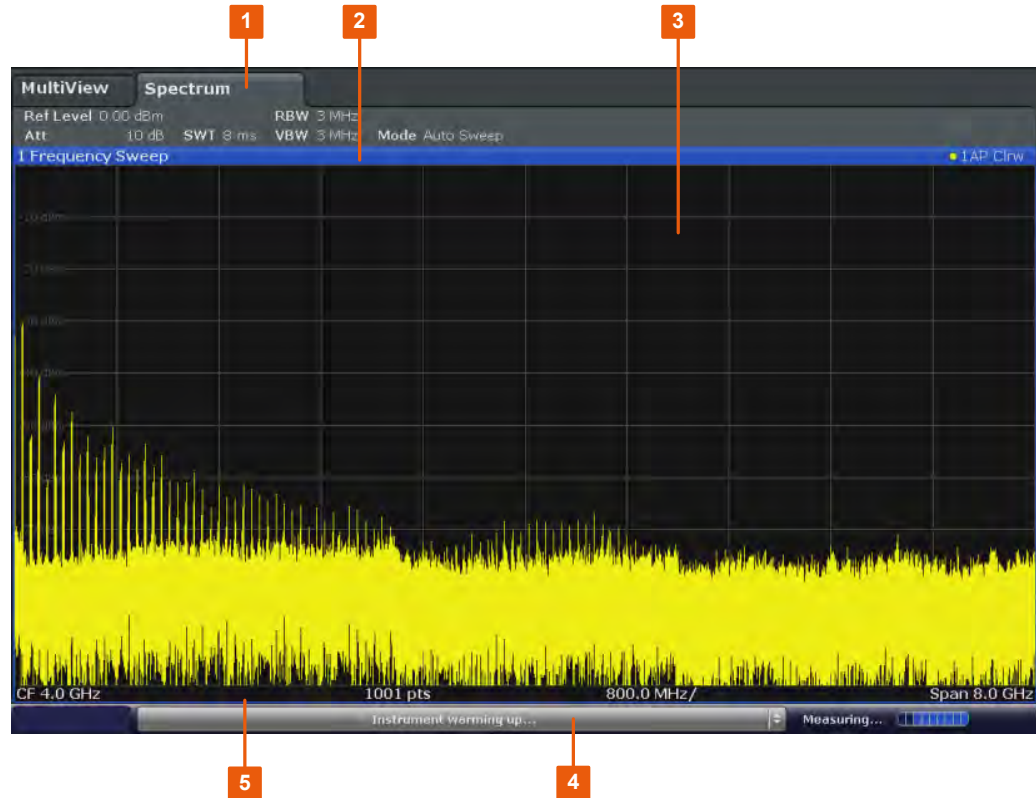 1 2 3
MultiView Spectrum
Ref Level 0.00 dBm RBW 3 MHz
Att 10 dB SWT 8 ms VBW 3 MHz Mode Auto Sweep
1 Frequency Sweep 1AP Clrw
CF 4.0 GHz 1001 pts 800.0 MHz/ Span 8.0 GHz
Instrument warming up... Measuring...
5 4